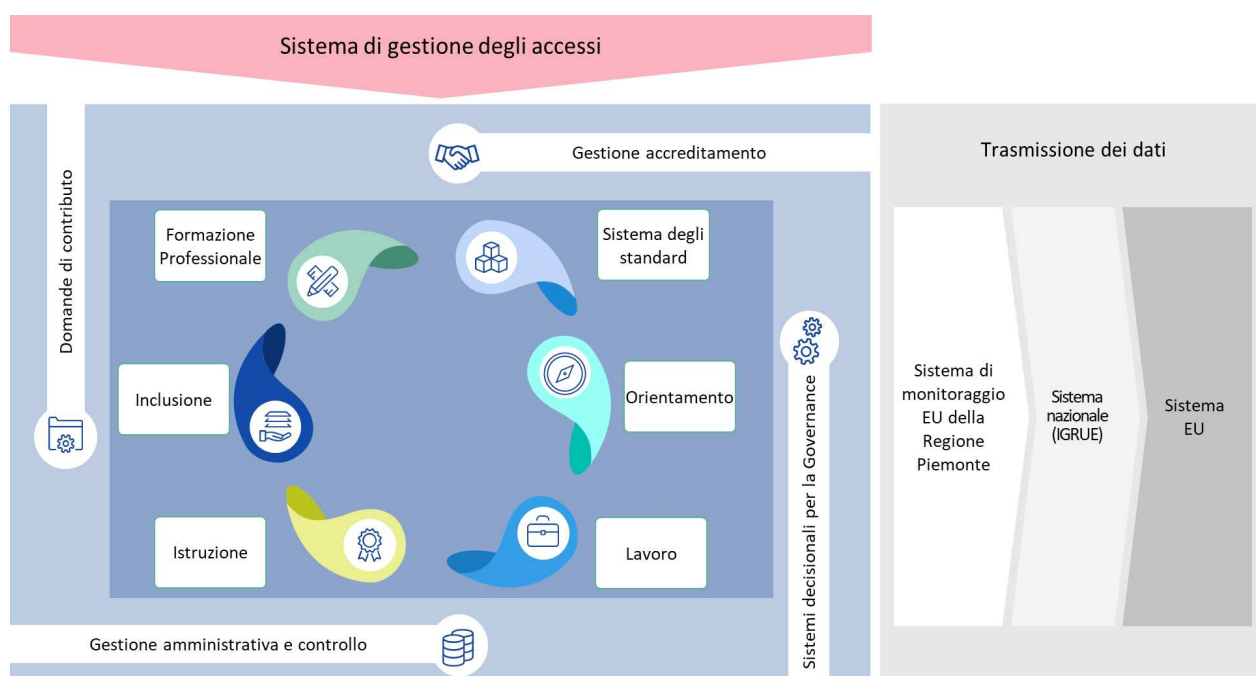 Sistema di gestione degli accessi
Gestione accreditamento
Domande di contributo
Formazione
Professionale
Sistema degli
standard
Inclusione
Orientamento
Istruzione
Lavoro
Sistemi decisionali per la Governance
Gestione amministrativa e controllo
Trasmissione dei dati
Sistema di
monitoraggio
EU della
Regione
Piemonte
Sistema
nazionale
(IGRUE)
Sistema
EU